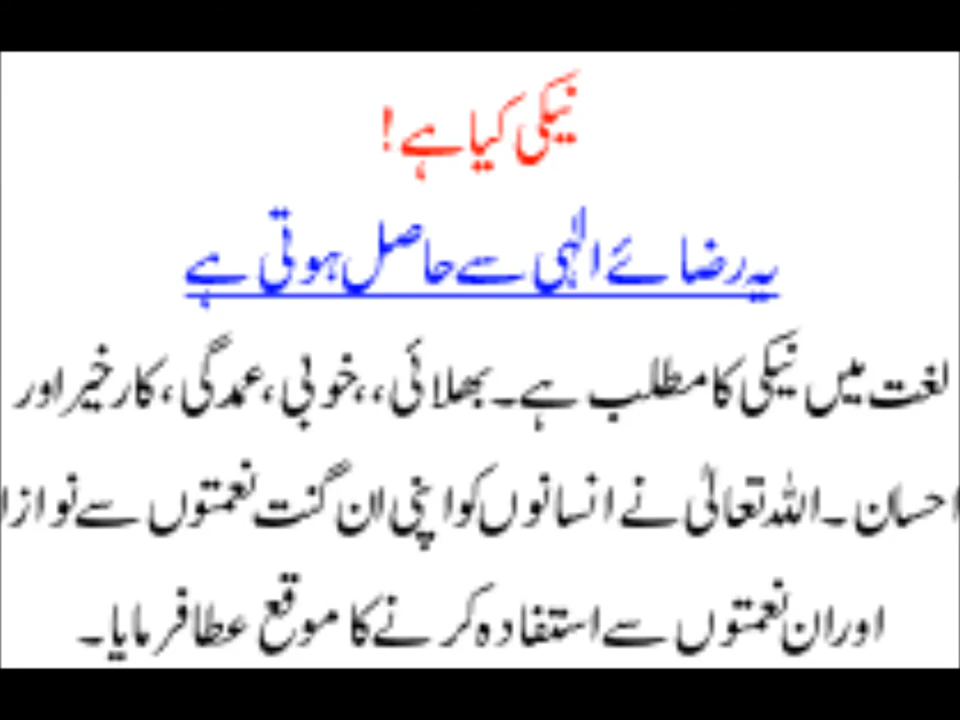 نیکی کیا ہے!
یہ رضائے الٰہی سے حاصل ہوتی ہے
لغت میں نیکی کا مطلب ہے۔ بھلائی،، خوبی، عمدگی، کار خیر اور
احسان۔ اللہ تعالیٰ نے انسانوں کو اپنی ان گنت نعمتوں سے نوازا
اور ان نعمتوں سے استفادہ کرنے کا موقع عطا فرمایا۔